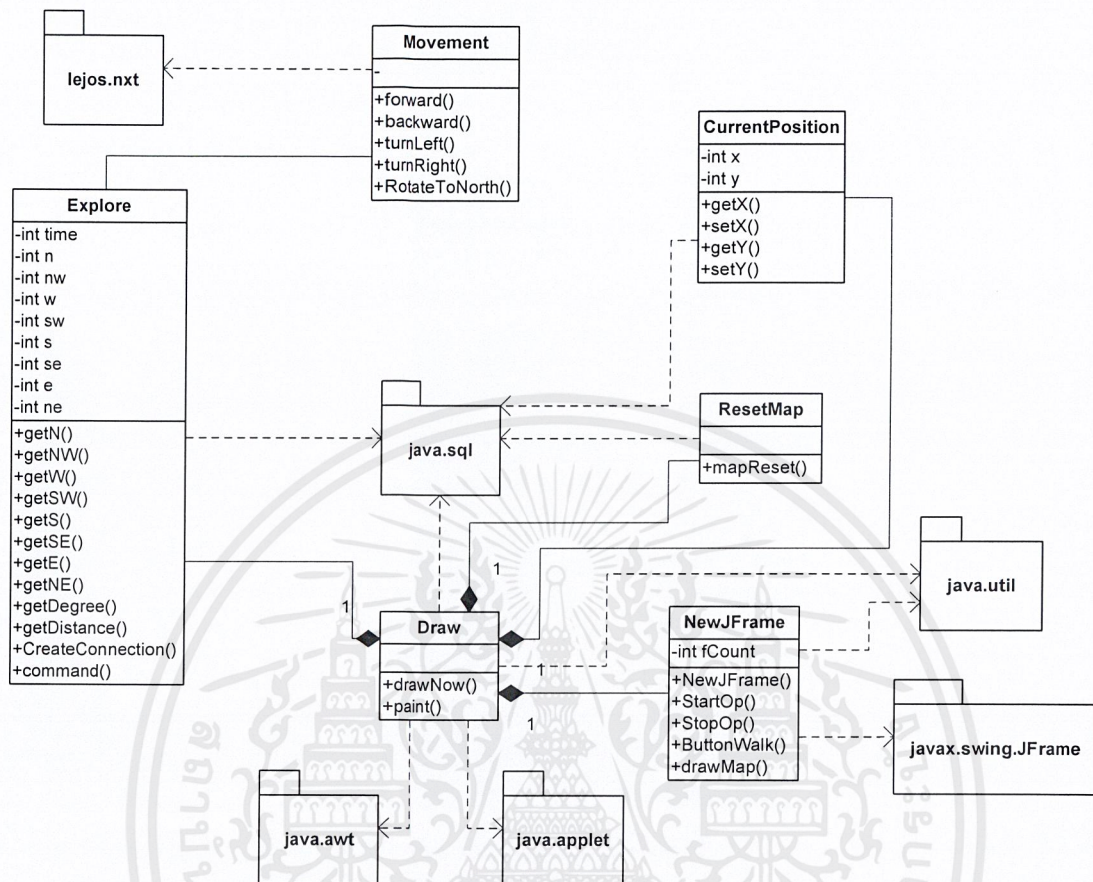 lejos.nxt
Movement
-
+forward()
+backward()
+turnLeft()
+turnRight()
+RotateToNorth()
CurrentPosition
-int x
-int y
+getX()
+setX()
+getY()
+setY()
Explore
-int time
-int n
-int nw
-int w
-int sw
-int s
-int se
-int e
-int ne
+getN()
+getNW()
+getW()
+getSW()
+getS()
+getSE()
+getE()
+getNE()
+getDegree()
+getDistance()
+CreateConnection()
+command()
java.sql
ResetMap
+mapReset()
java.util
1
1
Draw
+drawNow()
+paint()
1
1
NewJFrame
-int fCount
+NewJFrame()
+StartOp()
+StopOp()
+ButtonWalk()
+drawMap()
javax.swing.JFrame
java.awt
java.applet